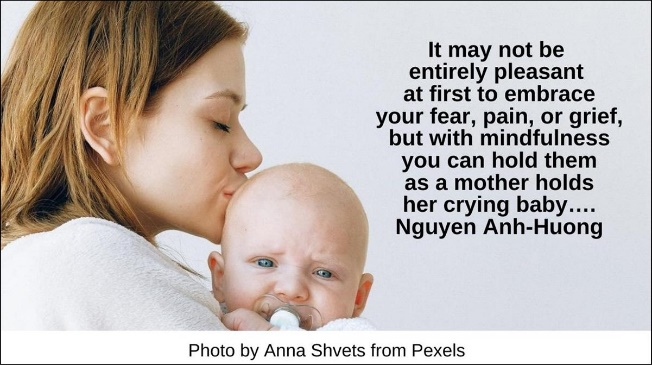 It may not be
entirely pleasant
at first to embrace
your fear, pain, or grief,
but with mindfulness
you can hold them
as a mother holds
her crying baby….
Nguyen Anh-Huong
Photo by Anna Shvets from Pexels